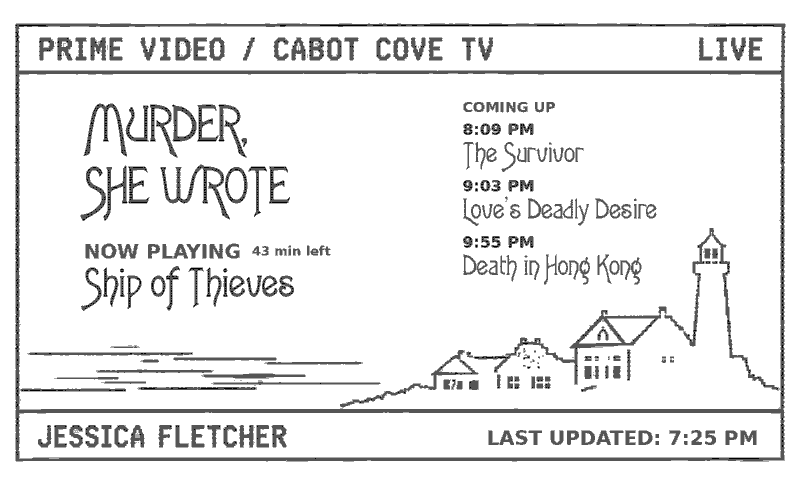 PRIME VIDEO / CABOT COVE TV
LIVE
MURDER,
SHE WROTE
NOW PLAYING 43 min left
Ship of Thieves
COMING UP
8:09 PM
The Survivor
9:03 PM
Love's Deadly Desire
9:55 PM
Death in Hong Kong
JESSICA FLETCHER
LAST UPDATED: 7:25 PM